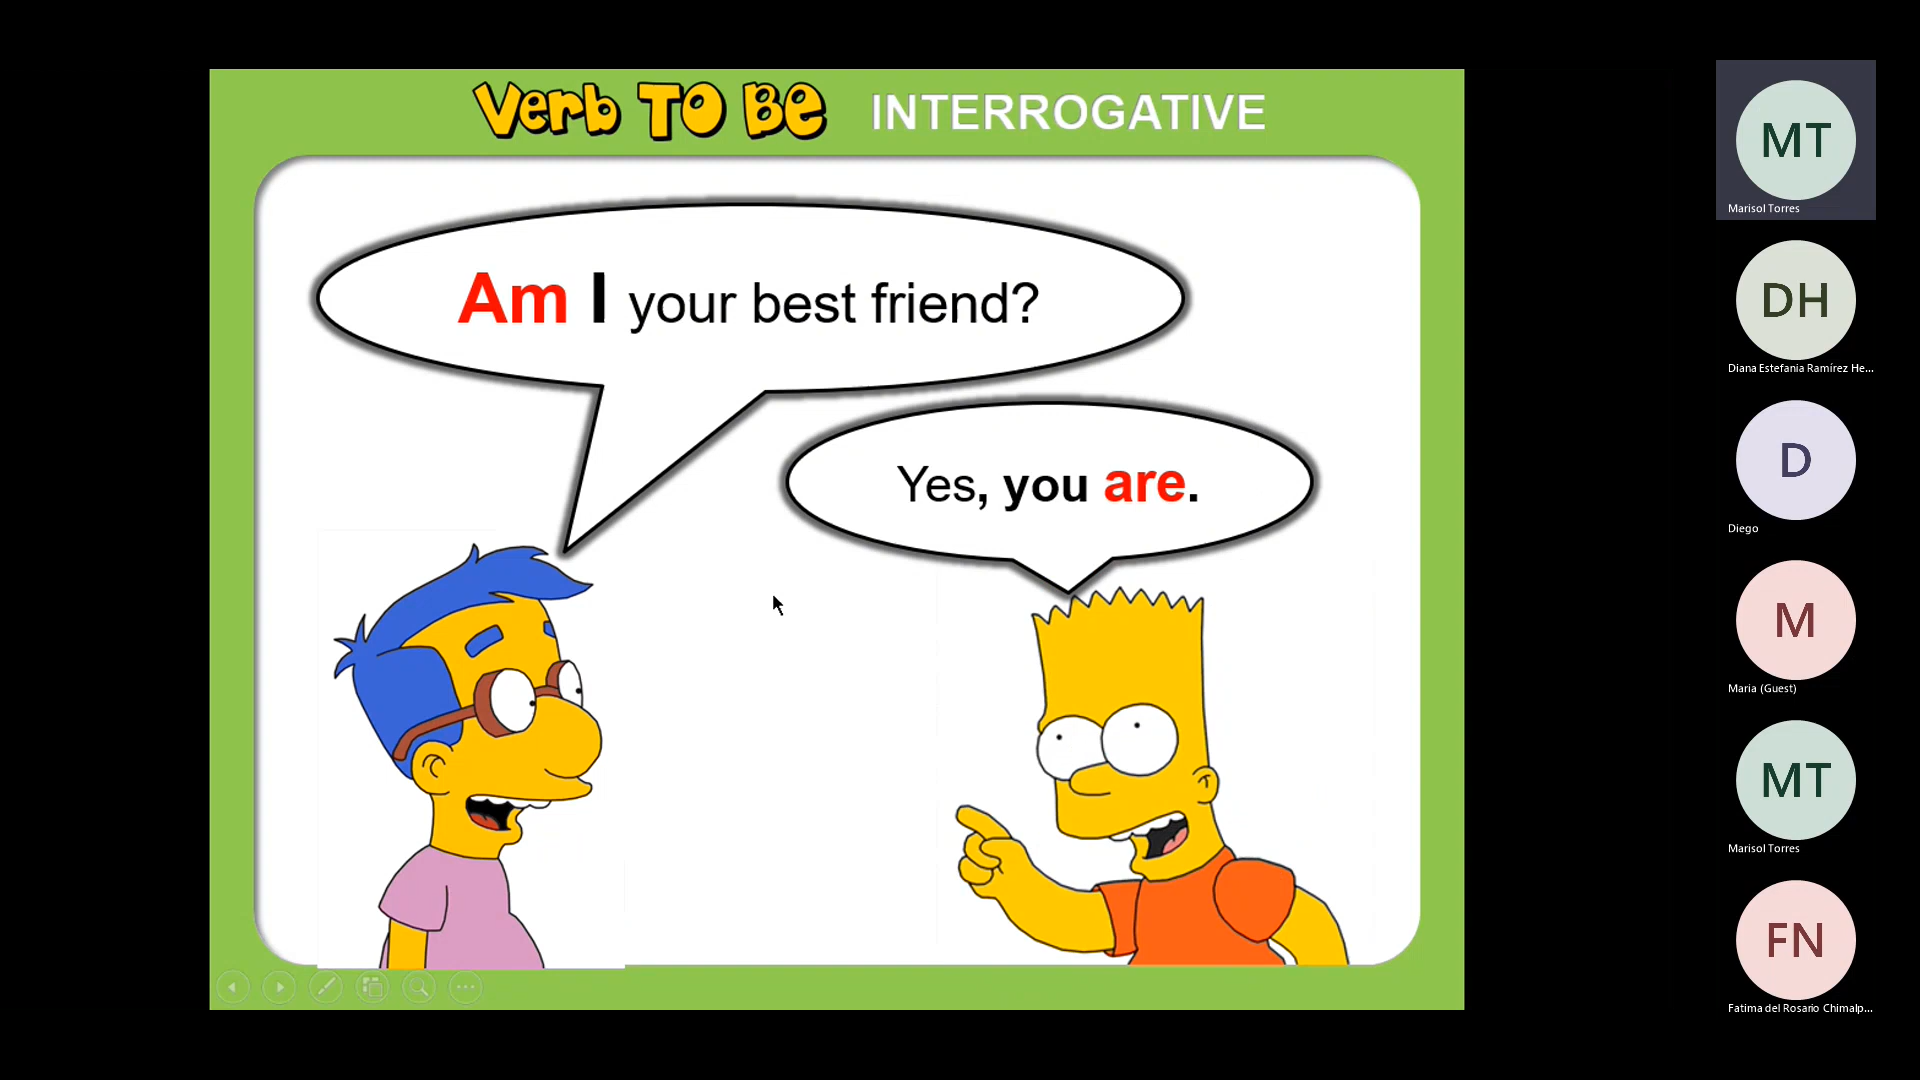 Verb TO Be INTERROGATIVE
Am I your best friend?
Yes, you are.
MT
Marisol Torres
DH
Diana Estefania Ramírez He...
D
Diego
M
Maria (Guest)
MT
Marisol Torres
FN
Fatima del Rosario Chimalp...